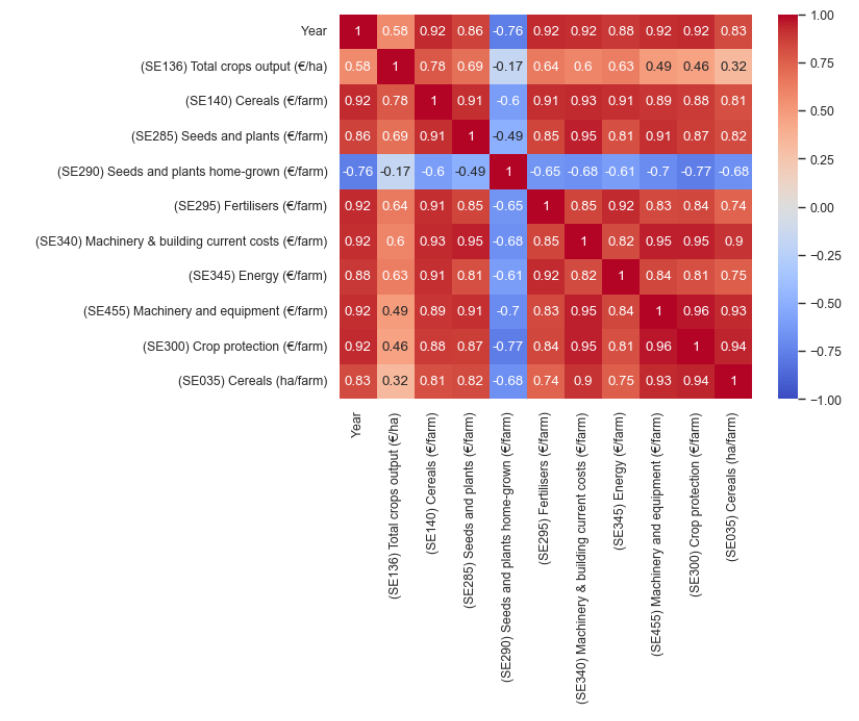 Year 1 0.58 0.92 0.86 -0.76 0.92 0.92 0.88 0.92 0.92 0.83
(SE136) Total crops output (€/ha) 0.58 1 0.78 0.69 -0.17 0.64 0.6 0.63 0.49 0.46 0.32
(SE140) Cereals (€/farm) 0.92 0.78 1 0.91 -0.6 0.91 0.93 0.91 0.89 0.88 0.81
(SE285) Seeds and plants (€/farm) 0.86 0.69 0.91 1 -0.49 0.85 0.95 0.81 0.91 0.87 0.82
(SE290) Seeds and plants home-grown (€/farm) -0.76 -0.17 -0.6 -0.49 1 -0.65 -0.68 -0.61 -0.7 -0.77 -0.68
(SE295) Fertilisers (€/farm) 0.92 0.64 0.91 0.85 -0.65 1 0.85 0.92 0.83 0.84 0.74
(SE340) Machinery & building current costs (€/farm) 0.92 0.6 0.93 0.95 -0.68 0.85 1 0.82 0.95 0.95 0.9
(SE345) Energy (€/farm) 0.88 0.63 0.91 0.81 -0.61 0.92 0.82 1 0.84 0.81 0.75
(SE455) Machinery and equipment (€/farm) 0.92 0.49 0.89 0.91 -0.7 0.83 0.95 0.84 1 0.96 0.93
(SE300) Crop protection (€/farm) 0.92 0.46 0.88 0.87 -0.77 0.84 0.95 0.81 0.96 1 0.94
(SE035) Cereals (ha/farm) 0.83 0.32 0.81 0.82 -0.68 0.74 0.9 0.75 0.93 0.94 1
Year
(SE136) Total crops output (€/ha)
(SE140) Cereals (€/farm)
(SE285) Seeds and plants (€/farm)
(SE290) Seeds and plants home-grown (€/farm)
(SE295) Fertilisers (€/farm)
(SE340) Machinery & building current costs (€/farm)
(SE345) Energy (€/farm)
(SE455) Machinery and equipment (€/farm)
(SE300) Crop protection (€/farm)
(SE035) Cereals (ha/farm)
1.00
0.75
0.50
0.25
0.00
−0.25
−0.50
−0.75
−1.00